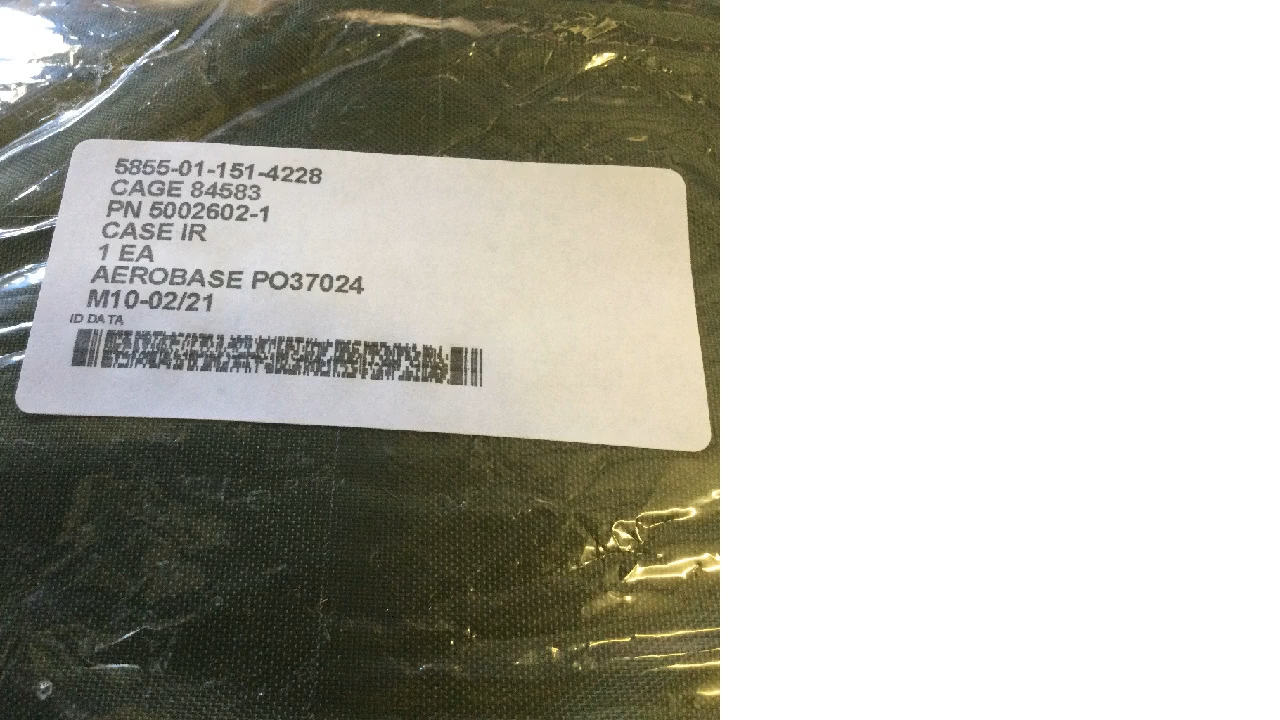 5855-01-151-4228
CAGE 84583
PN 5002602-1
CASE IR
1 EA
AEROBASE PO37024
M10-02/21
ID DATA